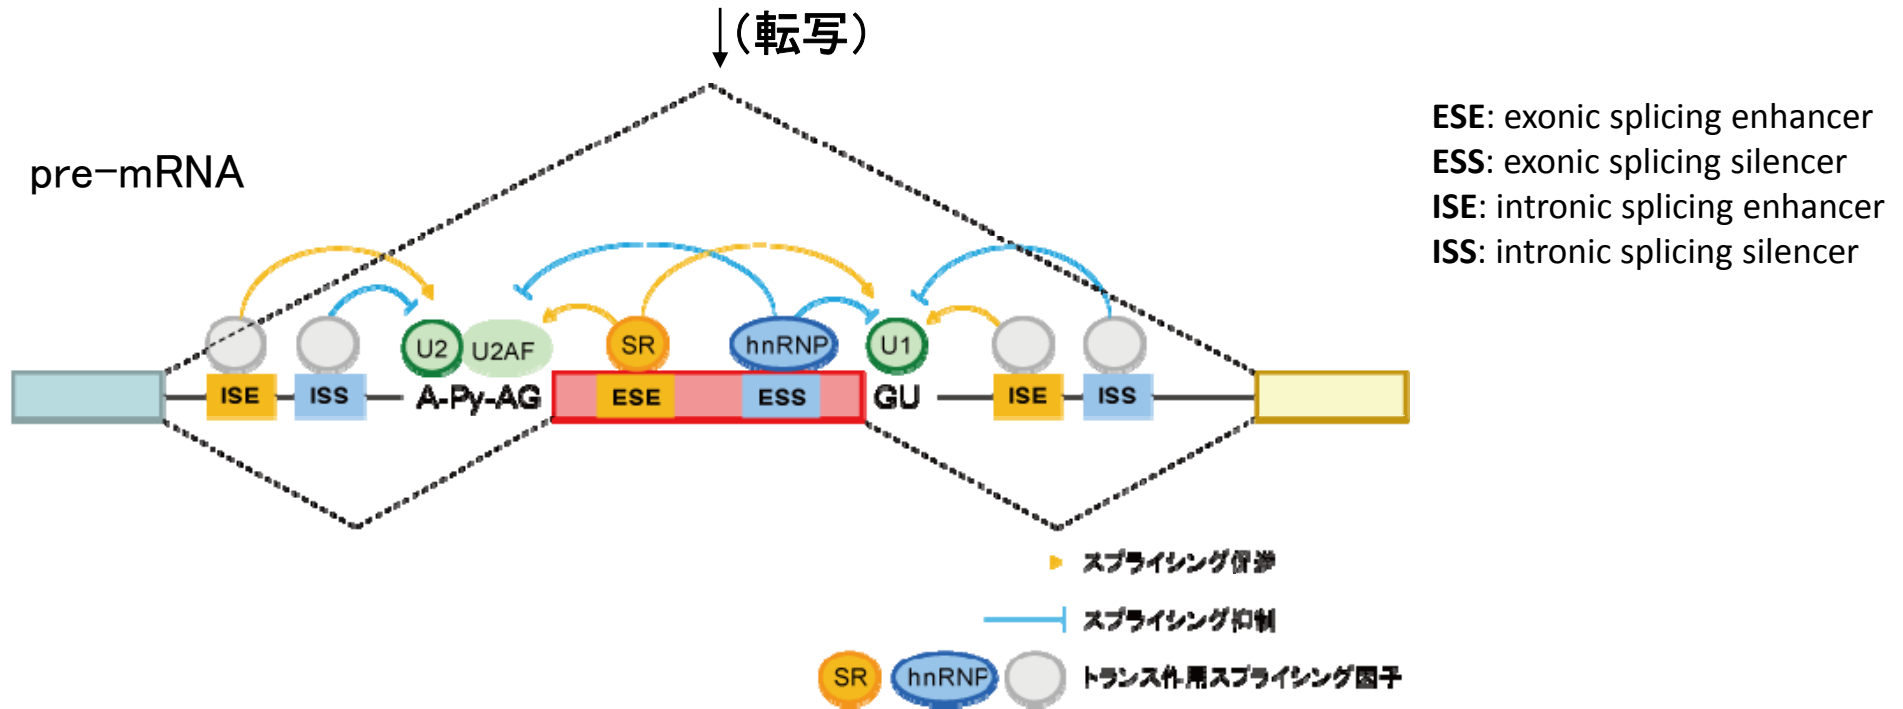 (転写)
pre-mRNA
ESE: exonic splicing enhancer
ESS: exonic splicing silencer
ISE: intronic splicing enhancer
ISS: intronic splicing silencer
U2 U2AF SR hnRNP U1
ISE ISS A-Py-AG ESE ESS GU ISE ISS
スプライシング促進
スプライシング抑制
SR hnRNP トランス作用スプライシング因子